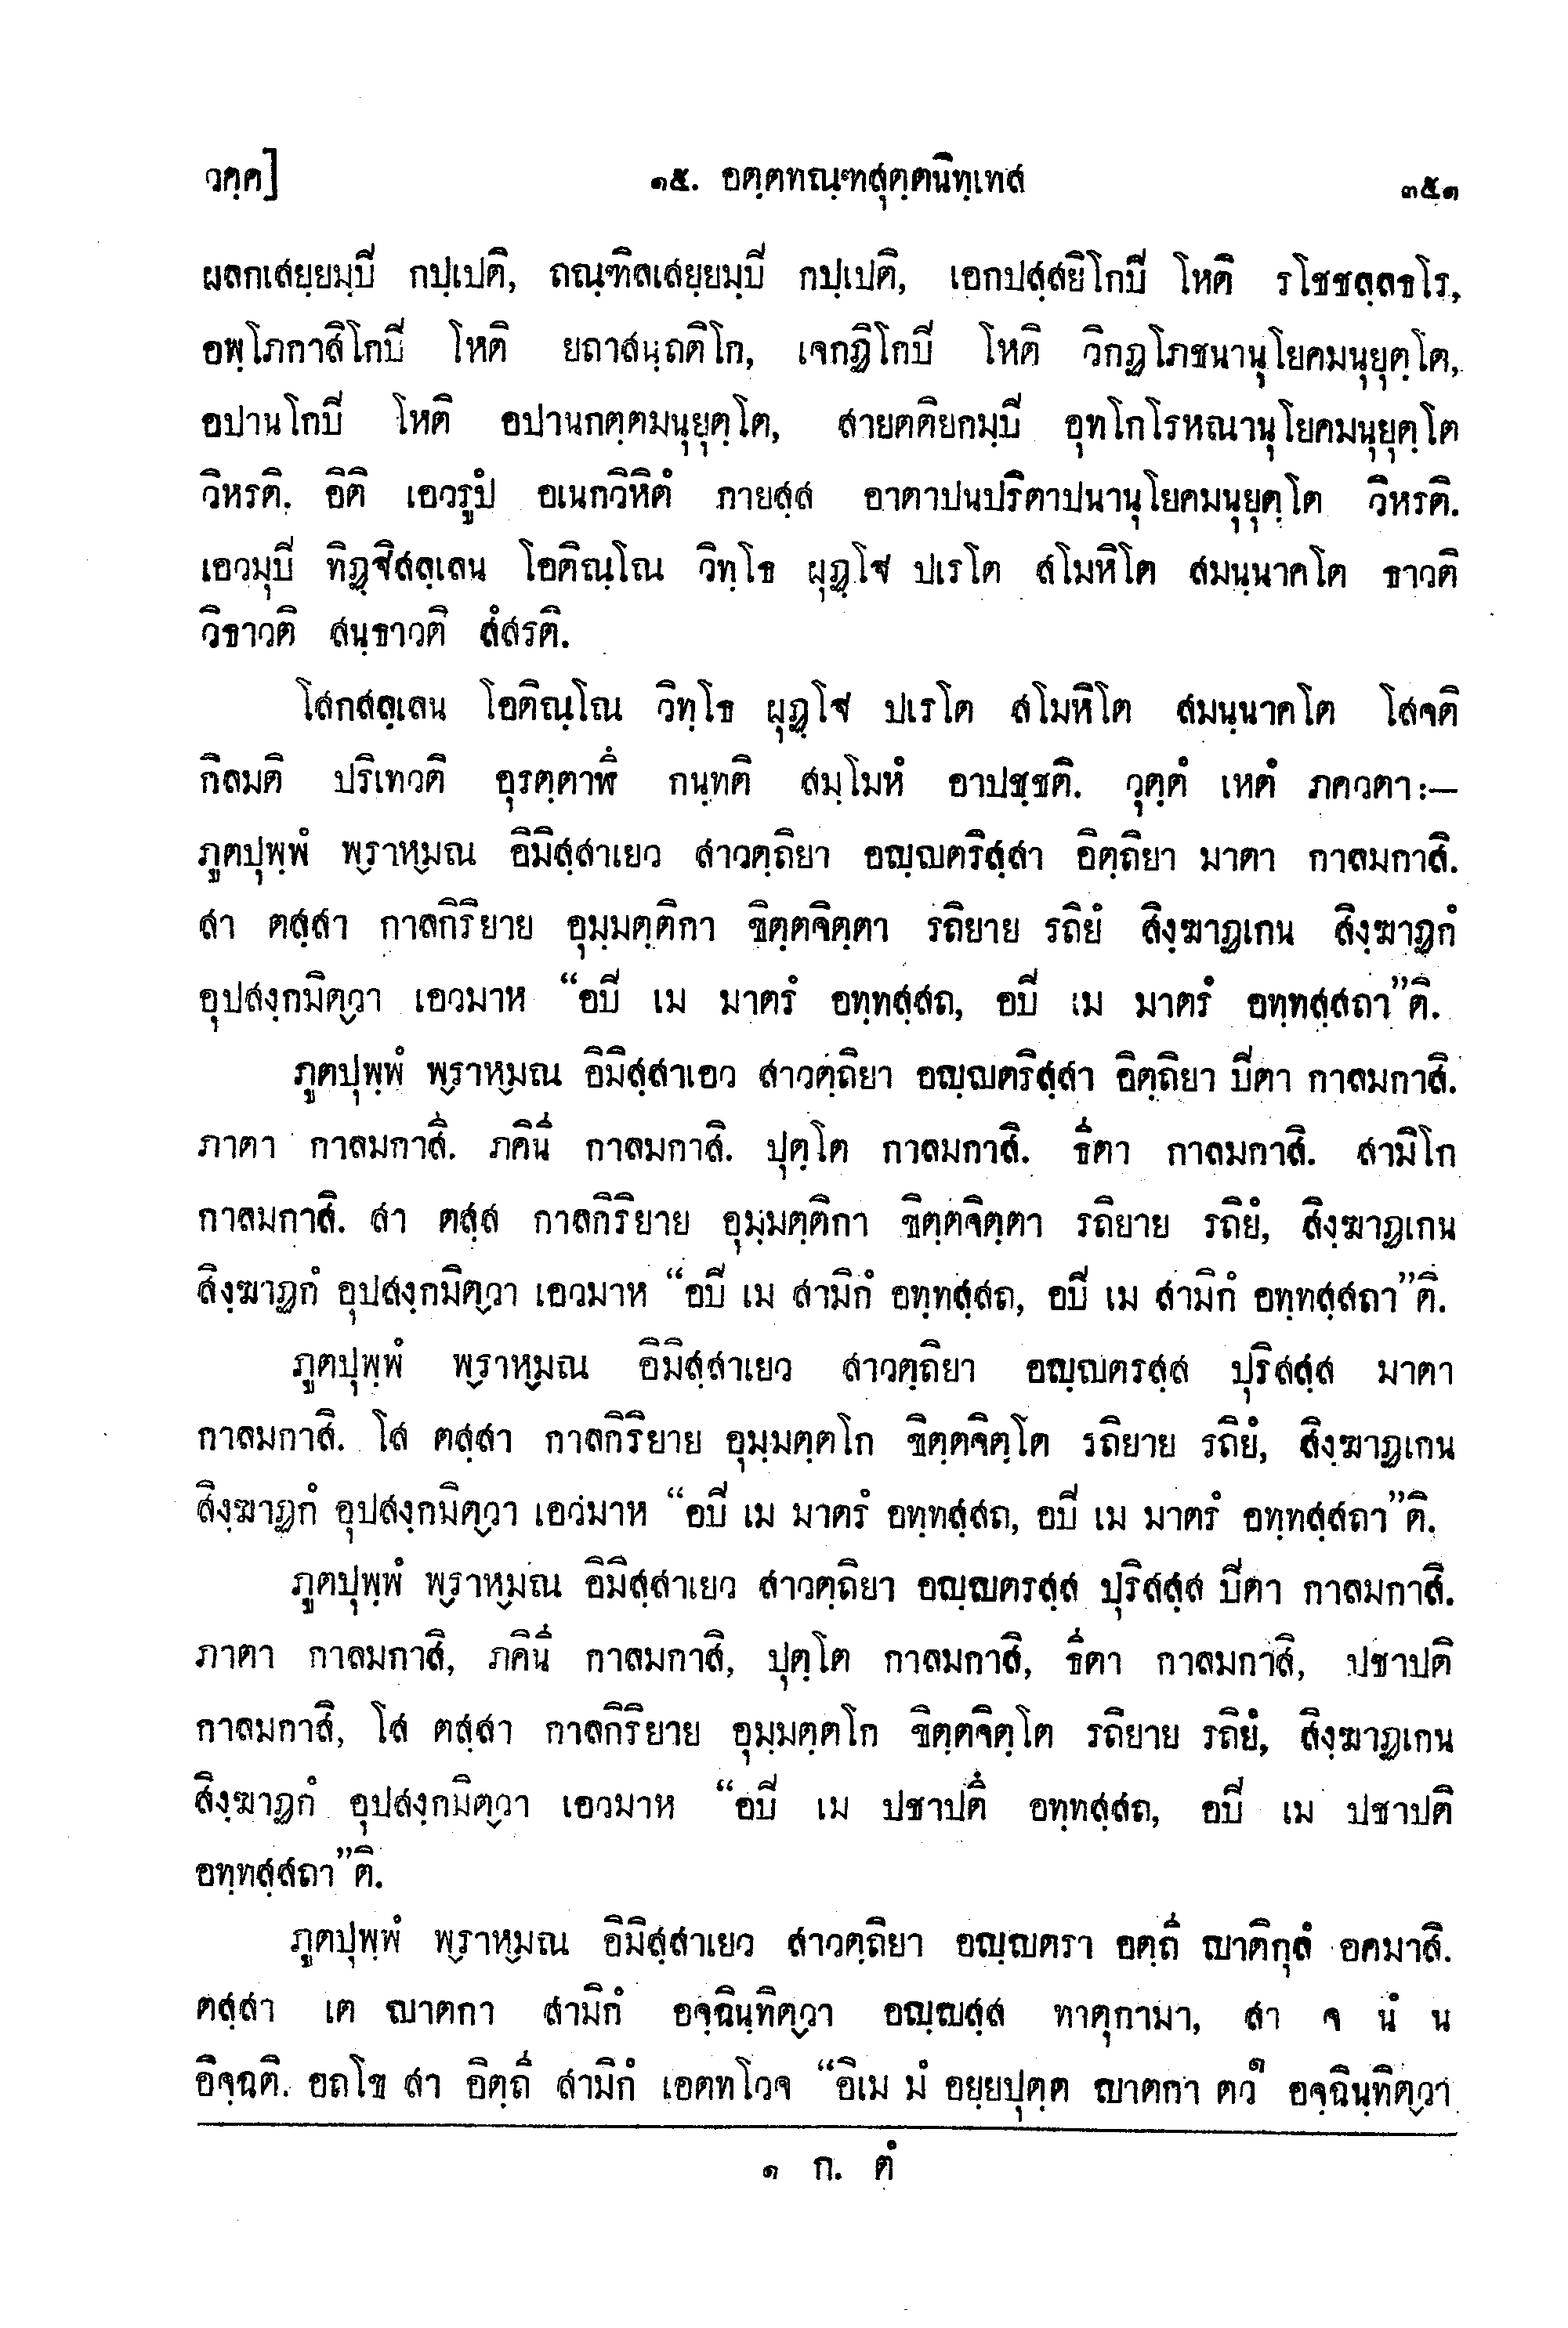 วคฺค]
๑๕. อตฺตทณฺฑสุตฺตนิทฺเทส
๓๕๑
ผลกเสยฺยมฺปิ กปฺเปติ, ถณฺฑิลเสยฺยมฺปิ กปฺเปติ, เอกปสฺสยิโกปิ โหติ รโชชลฺลธโร,
อพฺโภกาสิโกปิ โหติ ยถาสนฺถติโก, เจกฏิโกปิ โหติ วิกฏโภชนานุโยคมนุยุตฺโต,
อปานโกปิ โหติ อปานกตฺตมนุยุตฺโต, สายตติยกมฺปิ อุทโกโรหณานุโยคมนุยุตฺโต
วิหรติ. อิติ เอวรูปํ อเนกวิหิตํ กายสฺส อาตาปนปริตาปนานุโยคมนุยุตฺโต วิหรติ.
เอวมฺปิ ทิฏฺฐิสลฺเลน โอติณฺโณ วิทฺโธ ผุฏฺโฐ ปเรโต สโมหิโต สมนฺนาคโต ธาวติ
วิธาวติ สนฺธาวติ สํสรติ.
โสกสลฺเลน โอติณฺโณ วิทฺโธ ผุฏฺโฐ ปเรโต สโมหิโต สมนฺนาคโต โสจติ
กิลมติ ปริเทวติ อุรตฺตาฬึ กนฺทติ สมฺโมหํ อาปชฺชติ. วุตฺตํ เหตํ ภควตา :—
ภูตปุพฺพํ พฺราหฺมณ อิมิสฺสาเยว สาวตฺถิยา อญฺญตริสฺสา อิตฺถิยา มาตา กาลมกาสิ.
สา ตสฺสา กาลกิริยาย อุมฺมตฺติกา ขิตฺตจิตฺตา รถิยาย รถิยํ สิงฺฆาฏเกน สิงฺฆาฏกํ
อุปสงฺกมิตฺวา เอวมาห “อปิ เม มาตรํ อทฺทสฺสถ, อปิ เม มาตรํ อทฺทสฺสถา”ติ.
ภูตปุพฺพํ พฺราหฺมณ อิมิสฺสาเอว สาวตฺถิยา อญฺญตริสฺสา อิตฺถิยา ปิตา กาลมกาสิ.
ภาตา กาลมกาสิ. ภคินี กาลมกาสิ. ปุตฺโต กาลมกาสิ. ธีตา กาลมกาสิ. สามิโก
กาลมกาสิ. สา ตสฺส กาลกิริยาย อุมฺมตฺติกา ขิตฺตจิตฺตา รถิยาย รถิยํ, สิงฺฆาฏเกน
สิงฺฆาฏกํ อุปสงฺกมิตฺวา เอวมาห “อปิ เม สามิกํ อทฺทสฺสถ, อปิ เม สามิกํ อทฺทสฺสถา”ติ.
ภูตปุพฺพํ พฺราหฺมณ อิมิสฺสาเยว สาวตฺถิยา อญฺญตรสฺส ปุริสสฺส มาตา
กาลมกาสิ. โส ตสฺสา กาลกิริยาย อุมฺมตฺตโก ขิตฺตจิตฺโต รถิยาย รถิยํ, สิงฺฆาฏเกน
สิงฺฆาฏกํ อุปสงฺกมิตฺวา เอวมาห “อปิ เม มาตรํ อทฺทสฺสถ, อปิ เม มาตรํ อทฺทสฺสถา”ติ.
ภูตปุพฺพํ พฺราหฺมณ อิมิสฺสาเยว สาวตฺถิยา อญฺญตรสฺส ปุริสสฺส ปิตา กาลมกาสิ.
ภาตา กาลมกาสิ, ภคินี กาลมกาสิ, ปุตฺโต กาลมกาสิ, ธีตา กาลมกาสิ, ปชาปติ
กาลมกาสิ, โส ตสฺสา กาลกิริยาย อุมฺมตฺตโก ขิตฺตจิตฺโต รถิยาย รถิยํ, สิงฺฆาฏเกน
สิงฺฆาฏกํ อุปสงฺกมิตฺวา เอวมาห “อปิ เม ปชาปตึ อทฺทสฺสถ, อปิ เม ปชาปติ
อทฺทสฺสถา”ติ.
ภูตปุพฺพํ พฺราหฺมณ อิมิสฺสาเยว สาวตฺถิยา อญฺญตรา อตฺถี ญาติกุลํ อคมาสิ.
ตสฺสา เต ญาตกา สามิกํ อจฺฉินฺทิตฺวา อญฺญสฺส ทาตุกามา, สา จ นํ น
อิจฺฉติ. อถโข สา อิตฺถี สามิกํ เอตทโวจ “อิเม มํ อยฺยปุตฺต ญาตกา ตว๑ อจฺฉินฺทิตฺวา
๑ ก. ตํ